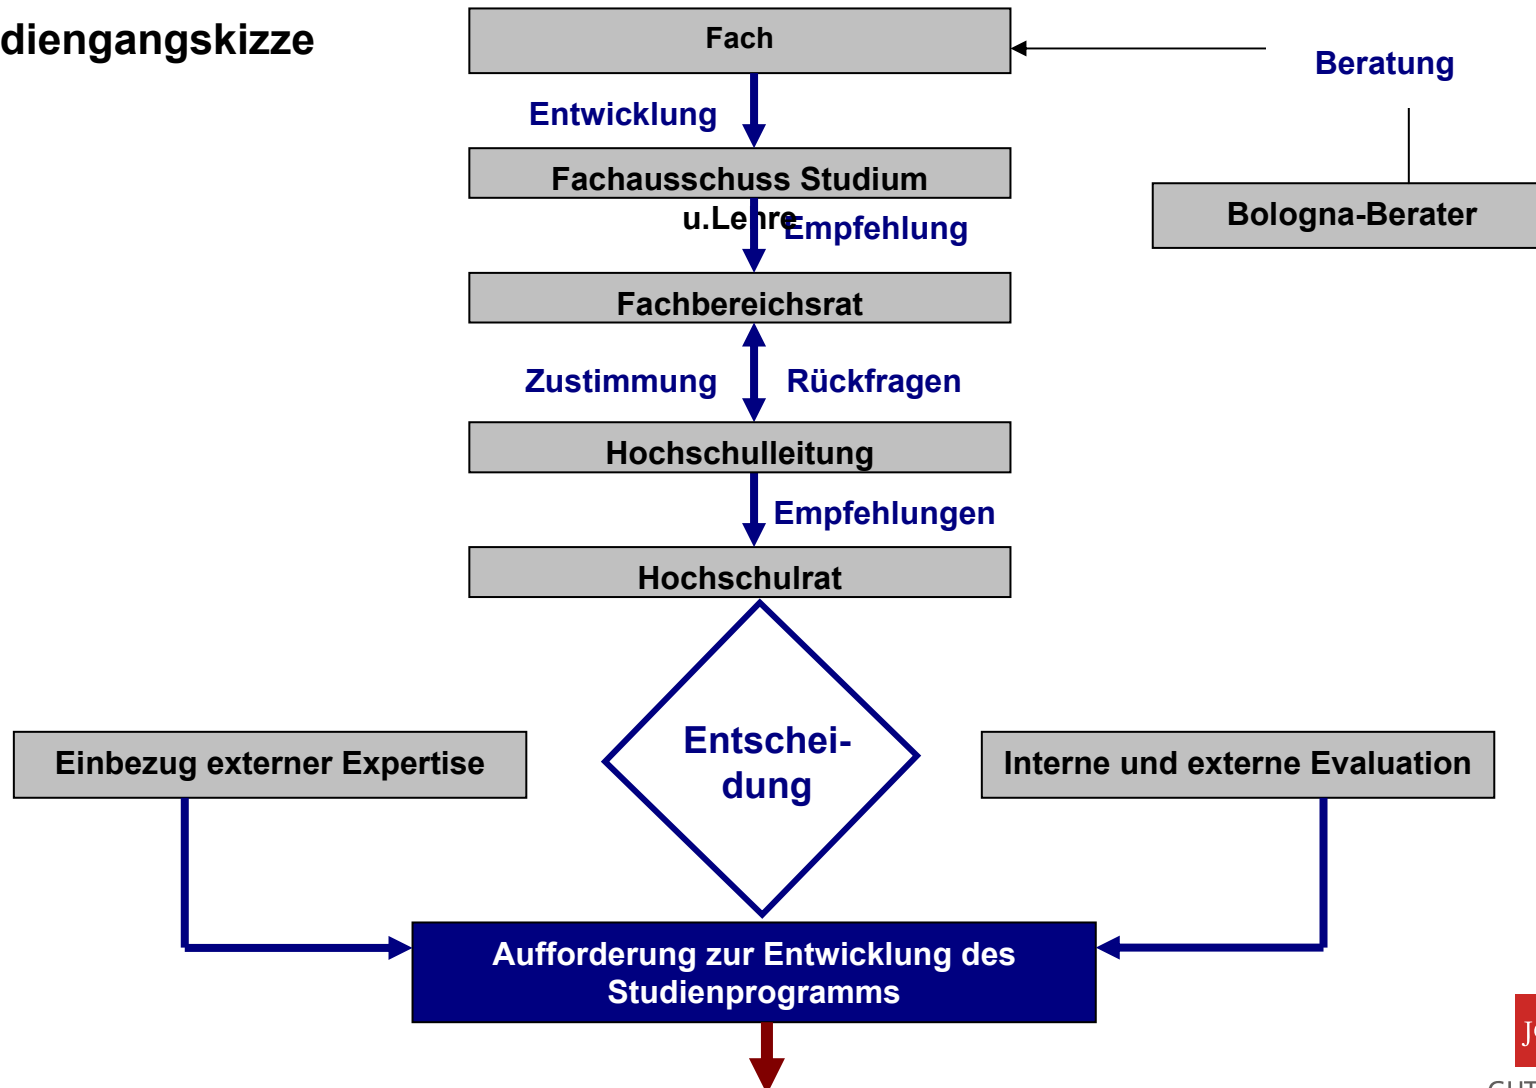 diengangskizze
Fach
Beratung
Entwicklung
Fachausschuss Studium
u.Lehre
Empfehlung
Bologna-Berater
Fachbereichsrat
Zustimmung
Rückfragen
Hochschulleitung
Empfehlungen
Hochschulrat
Entschei-
dung
Einbezug externer Expertise
Interne und externe Evaluation
Aufforderung zur Entwicklung des
Studienprogramms